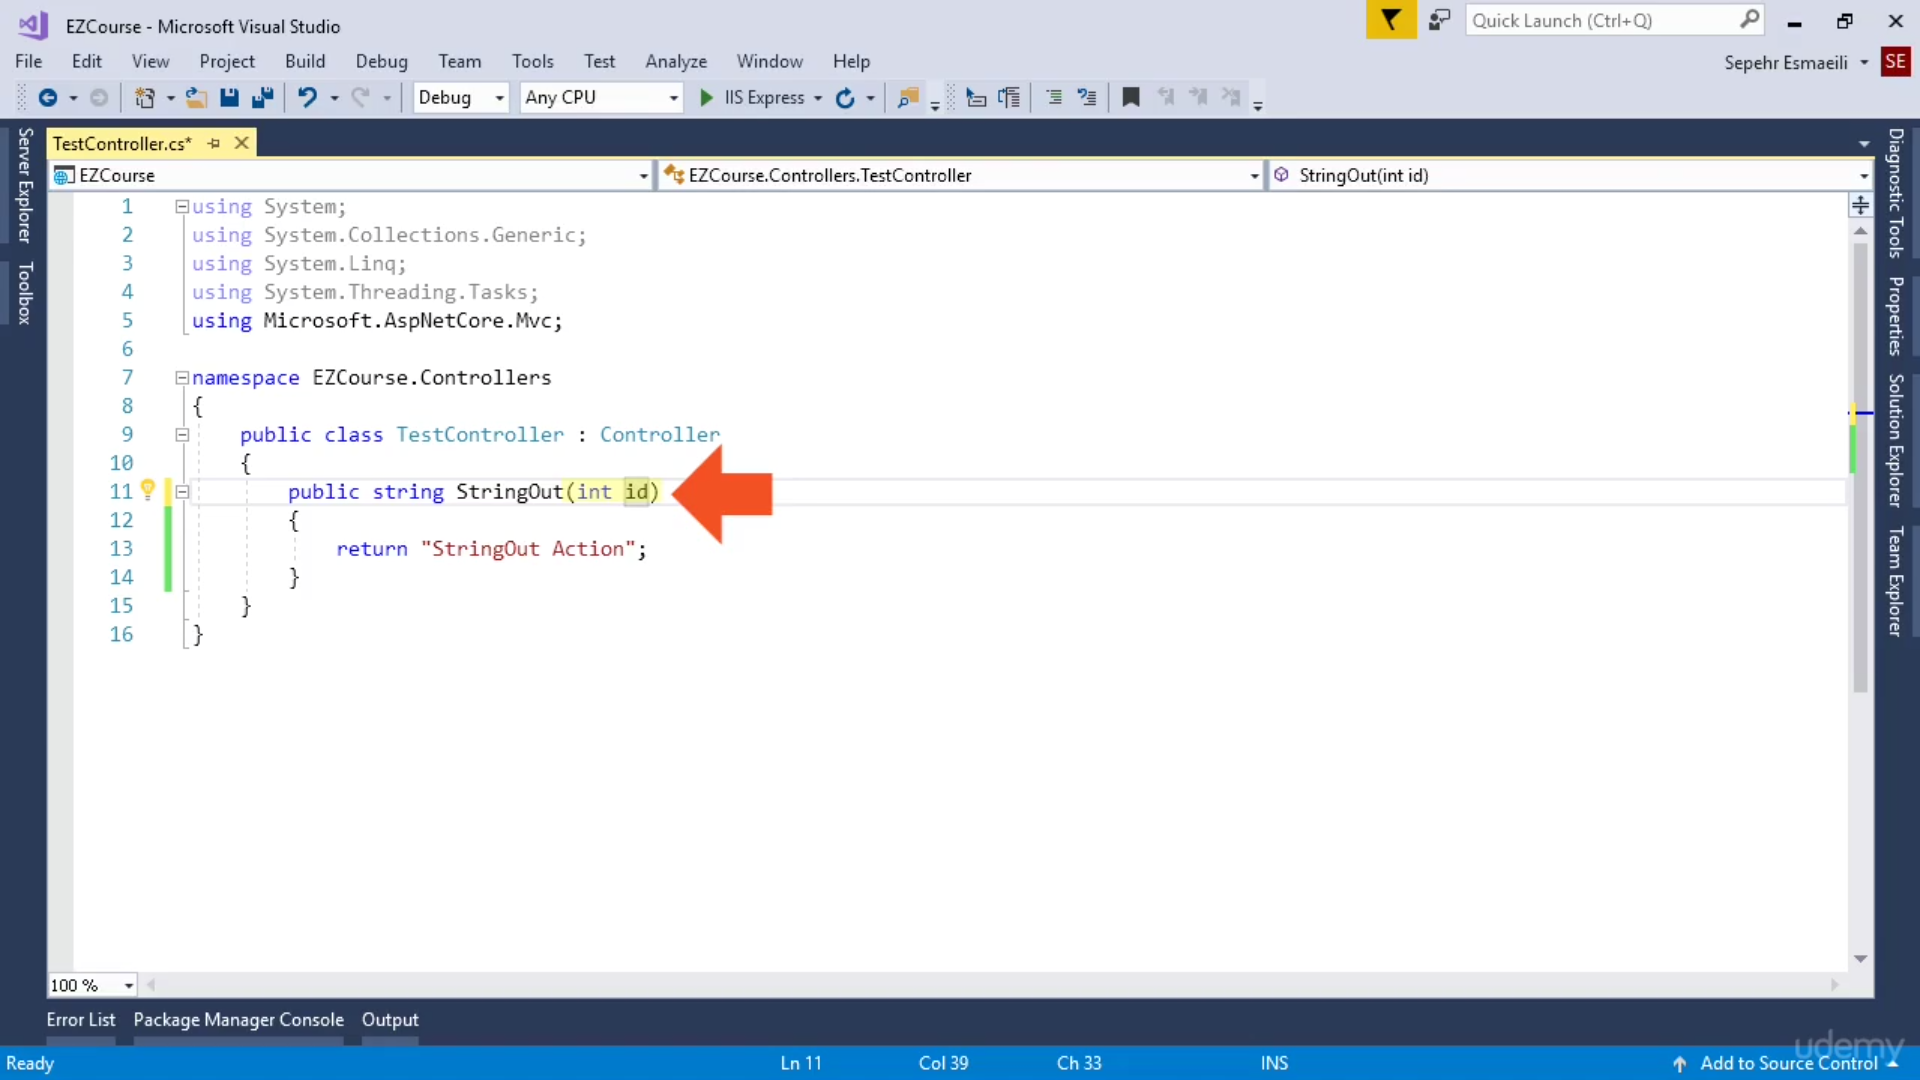 EZCourse - Microsoft Visual Studio
Quick Launch (Ctrl+Q)
File Edit View Project Build Debug Team Tools Test Analyze Window Help
Sepehr Esmaeili SE
Debug Any CPU IIS Express
Server Explorer
Toolbox
TestController.cs*
EZCourse EZCourse.Controllers.TestController StringOut(int id)
1 using System;
2 using System.Collections.Generic;
3 using System.Linq;
4 using System.Threading.Tasks;
5 using Microsoft.AspNetCore.Mvc;
6
7 namespace EZCourse.Controllers
8 {
9 public class TestController : Controller
10 {
11 public string StringOut(int id)
12 {
13 return "StringOut Action";
14 }
15 }
16 }
Diagnostic Tools
Properties
Solution Explorer
Team Explorer
100 %
Error List Package Manager Console Output
Ready Ln 11 Col 39 Ch 33 INS Add to Source Control
udemy